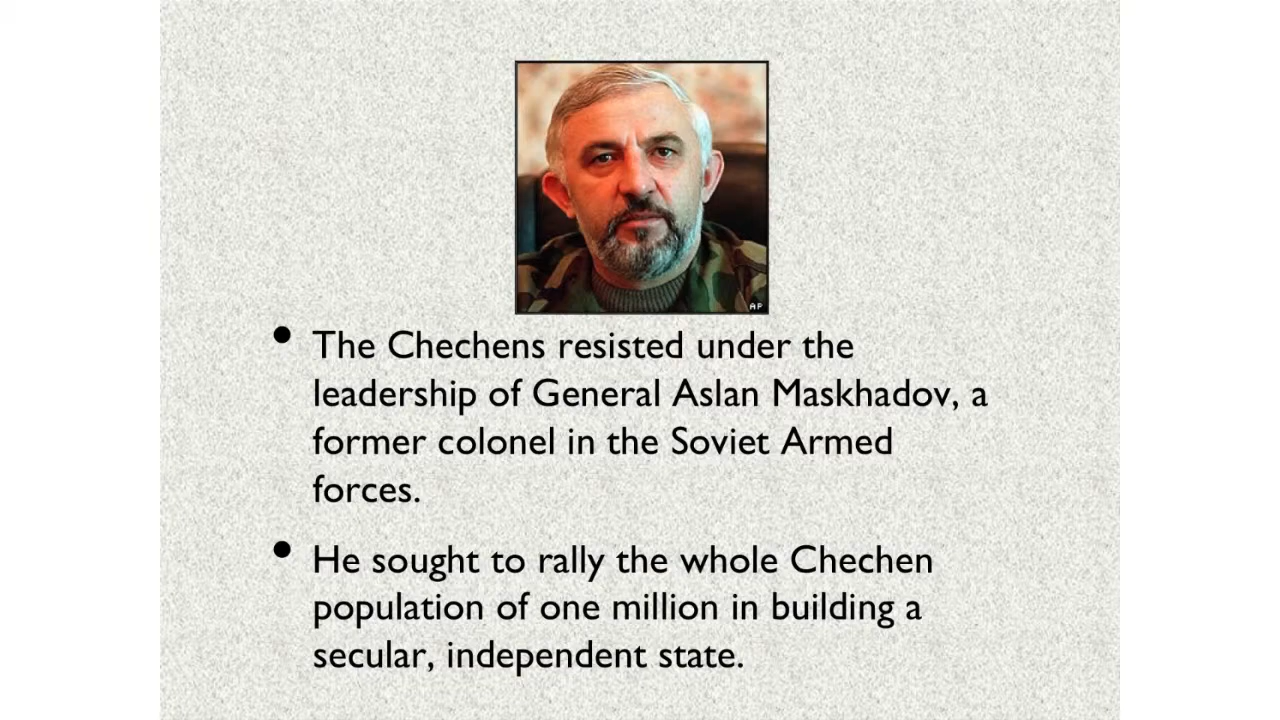 AP
• The Chechens resisted under the
leadership of General Aslan Maskhadov, a
former colonel in the Soviet Armed
forces.
• He sought to rally the whole Chechen
population of one million in building a
secular, independent state.